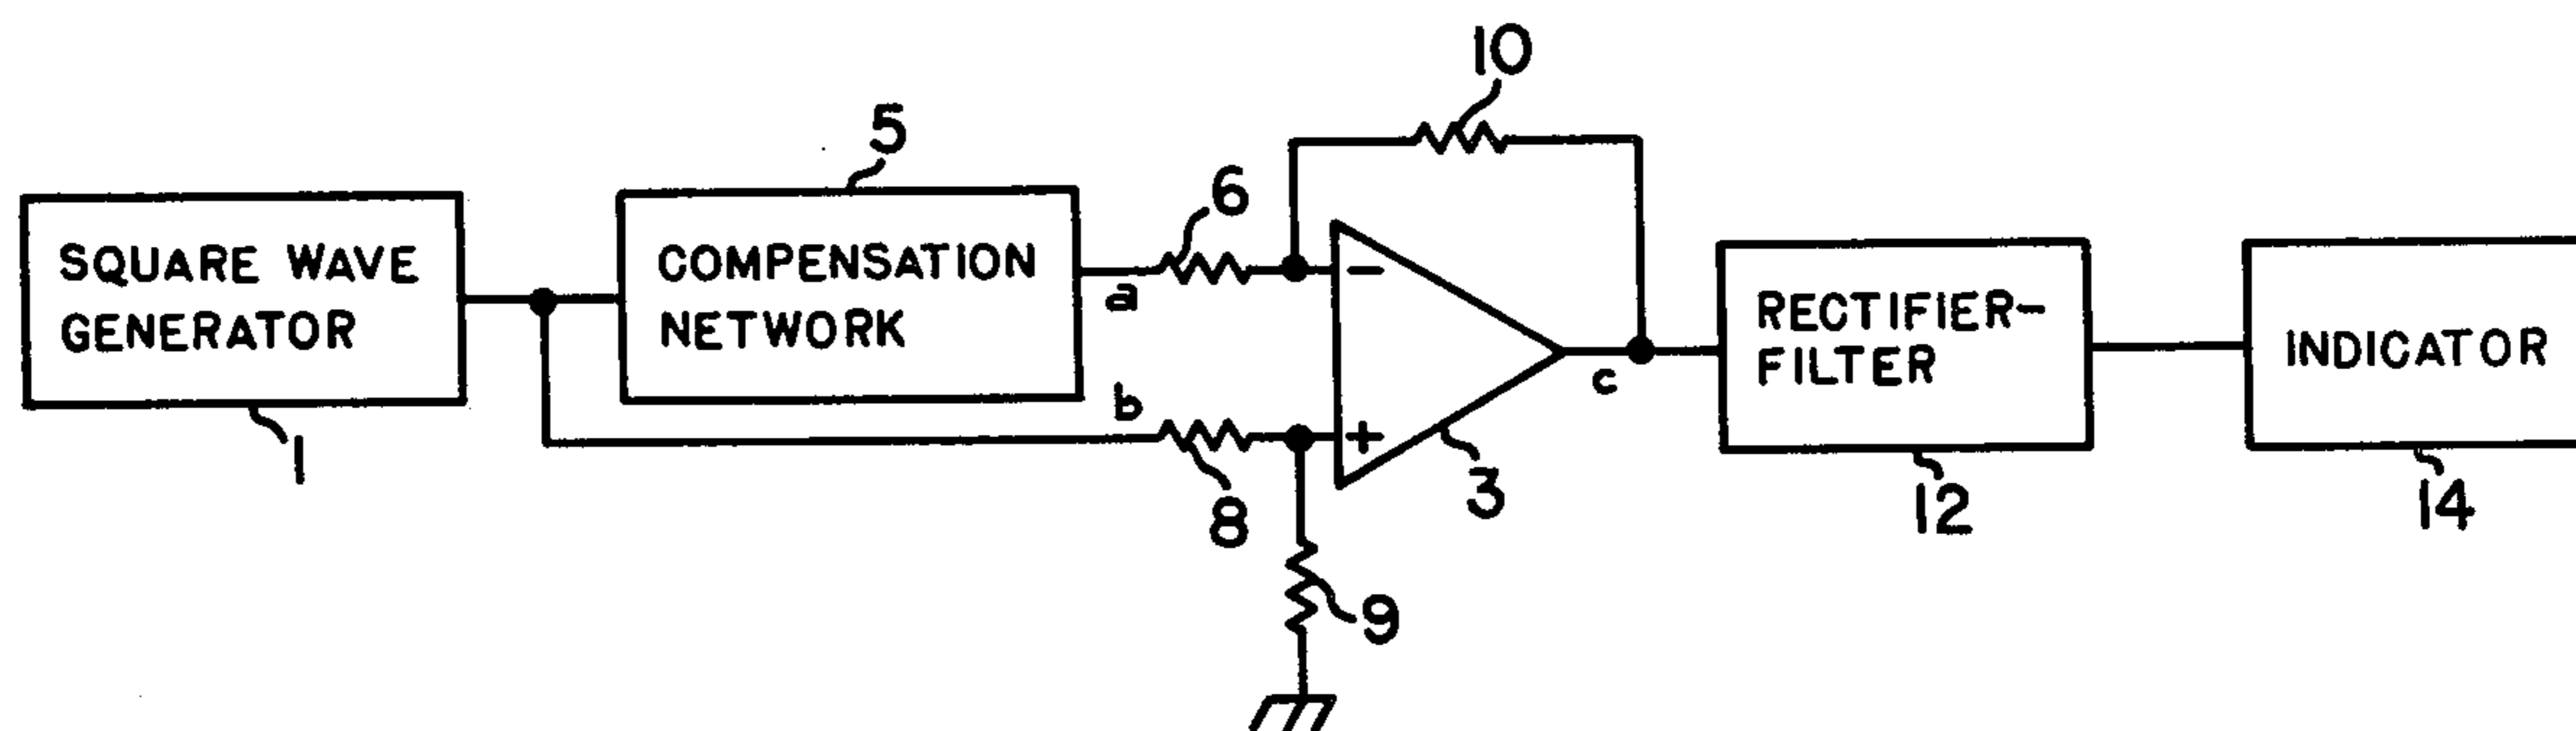 10
5
6
SQUARE WAVE
GENERATOR
COMPENSATION
NETWORK
a
−
RECTIFIER-
FILTER
INDICATOR
b
c
+
1
8
3
12
14
9